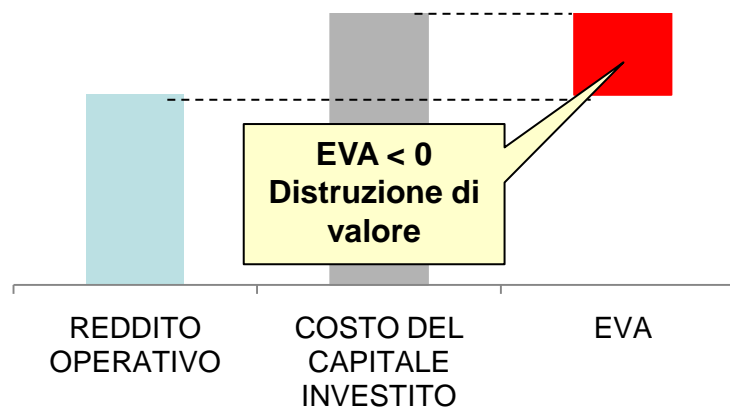 EVA < 0
Distruzione di
valore
REDDITO
OPERATIVO
COSTO DEL
CAPITALE
INVESTITO
EVA